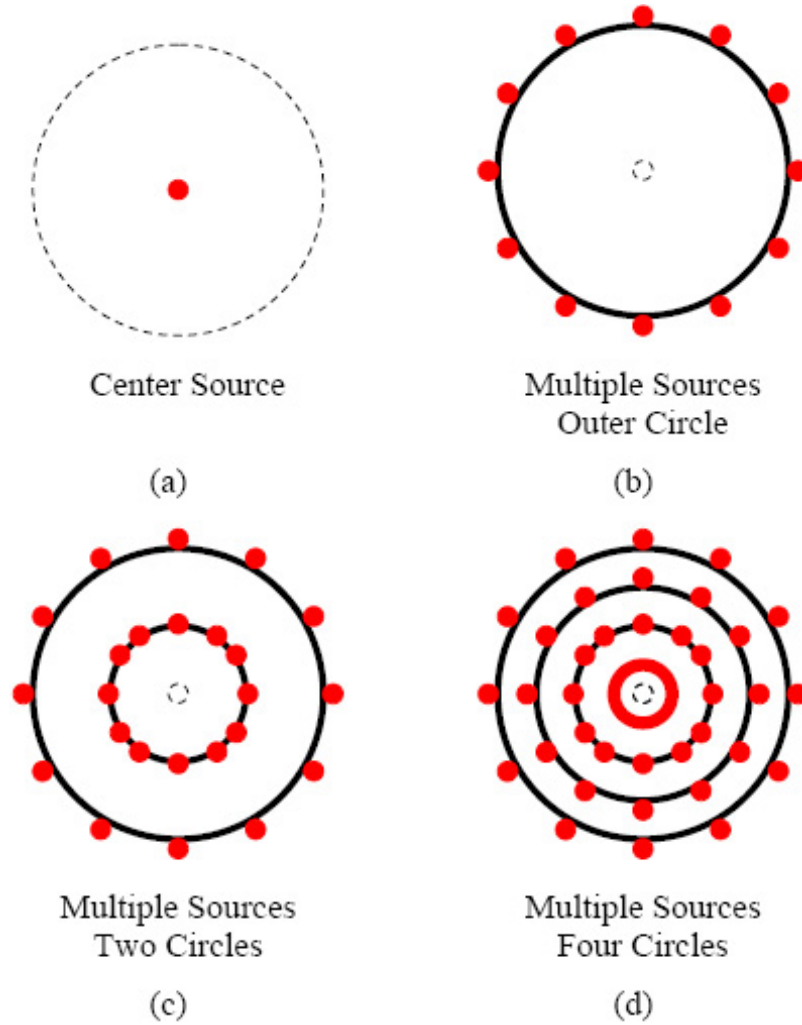 Center Source
(a)
Multiple Sources
Outer Circle
(b)
Multiple Sources
Two Circles
(c)
Multiple Sources
Four Circles
(d)